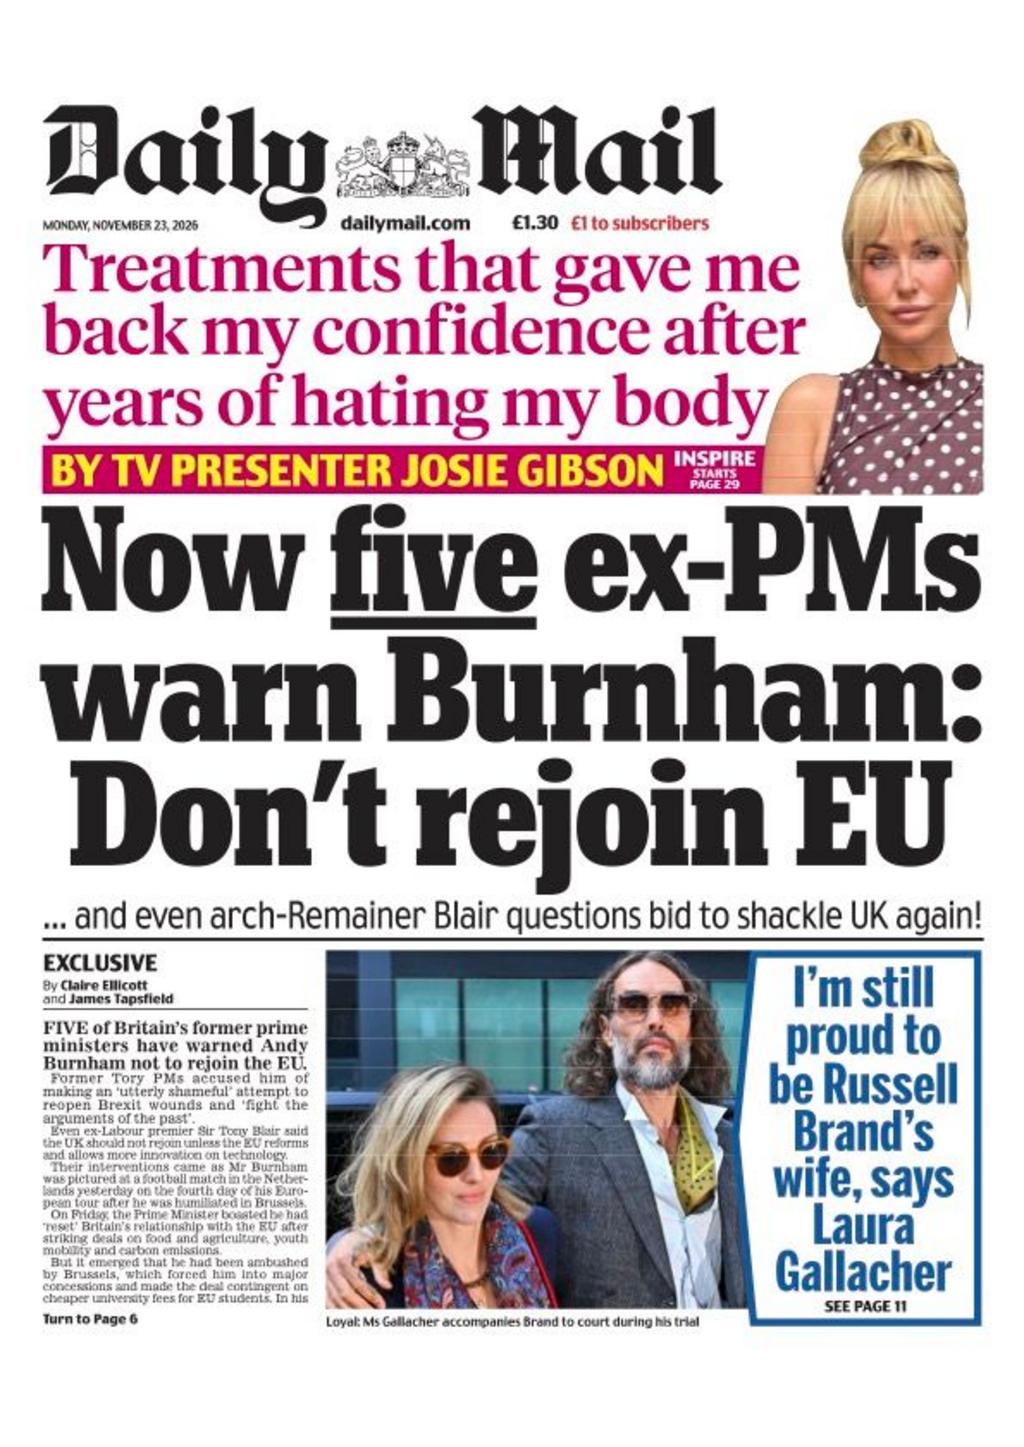 Daily Mail
MONDAY, NOVEMBER 23, 2026
dailymail.com
£1.30 £1 to subscribers
Treatments that gave me
back my confidence after
years of hating my body
BY TV PRESENTER JOSIE GIBSON
INSPIRE
STARTS
PAGE 29
Now five ex-PMs
warn Burnham:
Don't rejoin EU
... and even arch-Remainer Blair questions bid to shackle UK again!
EXCLUSIVE
By Claire Ellicott
and James Tapsfield
FIVE of Britain's former prime
ministers have warned Andy
Burnham not to rejoin the EU.
Former Tory PMs accused him of
making an 'utterly shameful' attempt to
reopen Brexit wounds and 'fight the
arguments of the past'.
Even ex-Labour premier Sir Tony Blair said
the UK should not rejoin unless the EU reforms
and allows more innovation on technology.
Their interventions came as Mr Burnham
was pictured at a football match in the Nether-
lands yesterday on the fourth day of his Euro-
pean tour after he was humiliated in Brussels.
On Friday, the Prime Minister boasted he had
'reset' Britain's relationship with the EU after
striking deals on food and agriculture, youth
mobility and carbon emissions.
But it emerged that he had been ambushed
by Brussels, which forced him into major
concessions and made the deal contingent on
cheaper university fees for EU students. In his
Turn to Page 6
Loyal: Ms Gallacher accompanies Brand to court during his trial
I'm still
proud to
be Russell
Brand's
wife, says
Laura
Gallacher
SEE PAGE 11